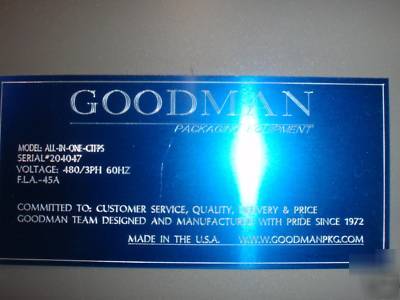 GOODMAN
PACKAGING EQUIPMENT
MODEL: ALL-IN-ONE-CTFPS
SERIAL#204047
VOLTAGE: 480/3PH 60HZ
F.L.A.-45A
COMMITTED TO: CUSTOMER SERVICE, QUALITY, DELIVERY & PRICE
GOODMAN TEAM DESIGNED AND MANUFACTURED WITH PRIDE SINCE 1972
MADE IN THE U.S.A. WWW.GOODMANPKG.COM